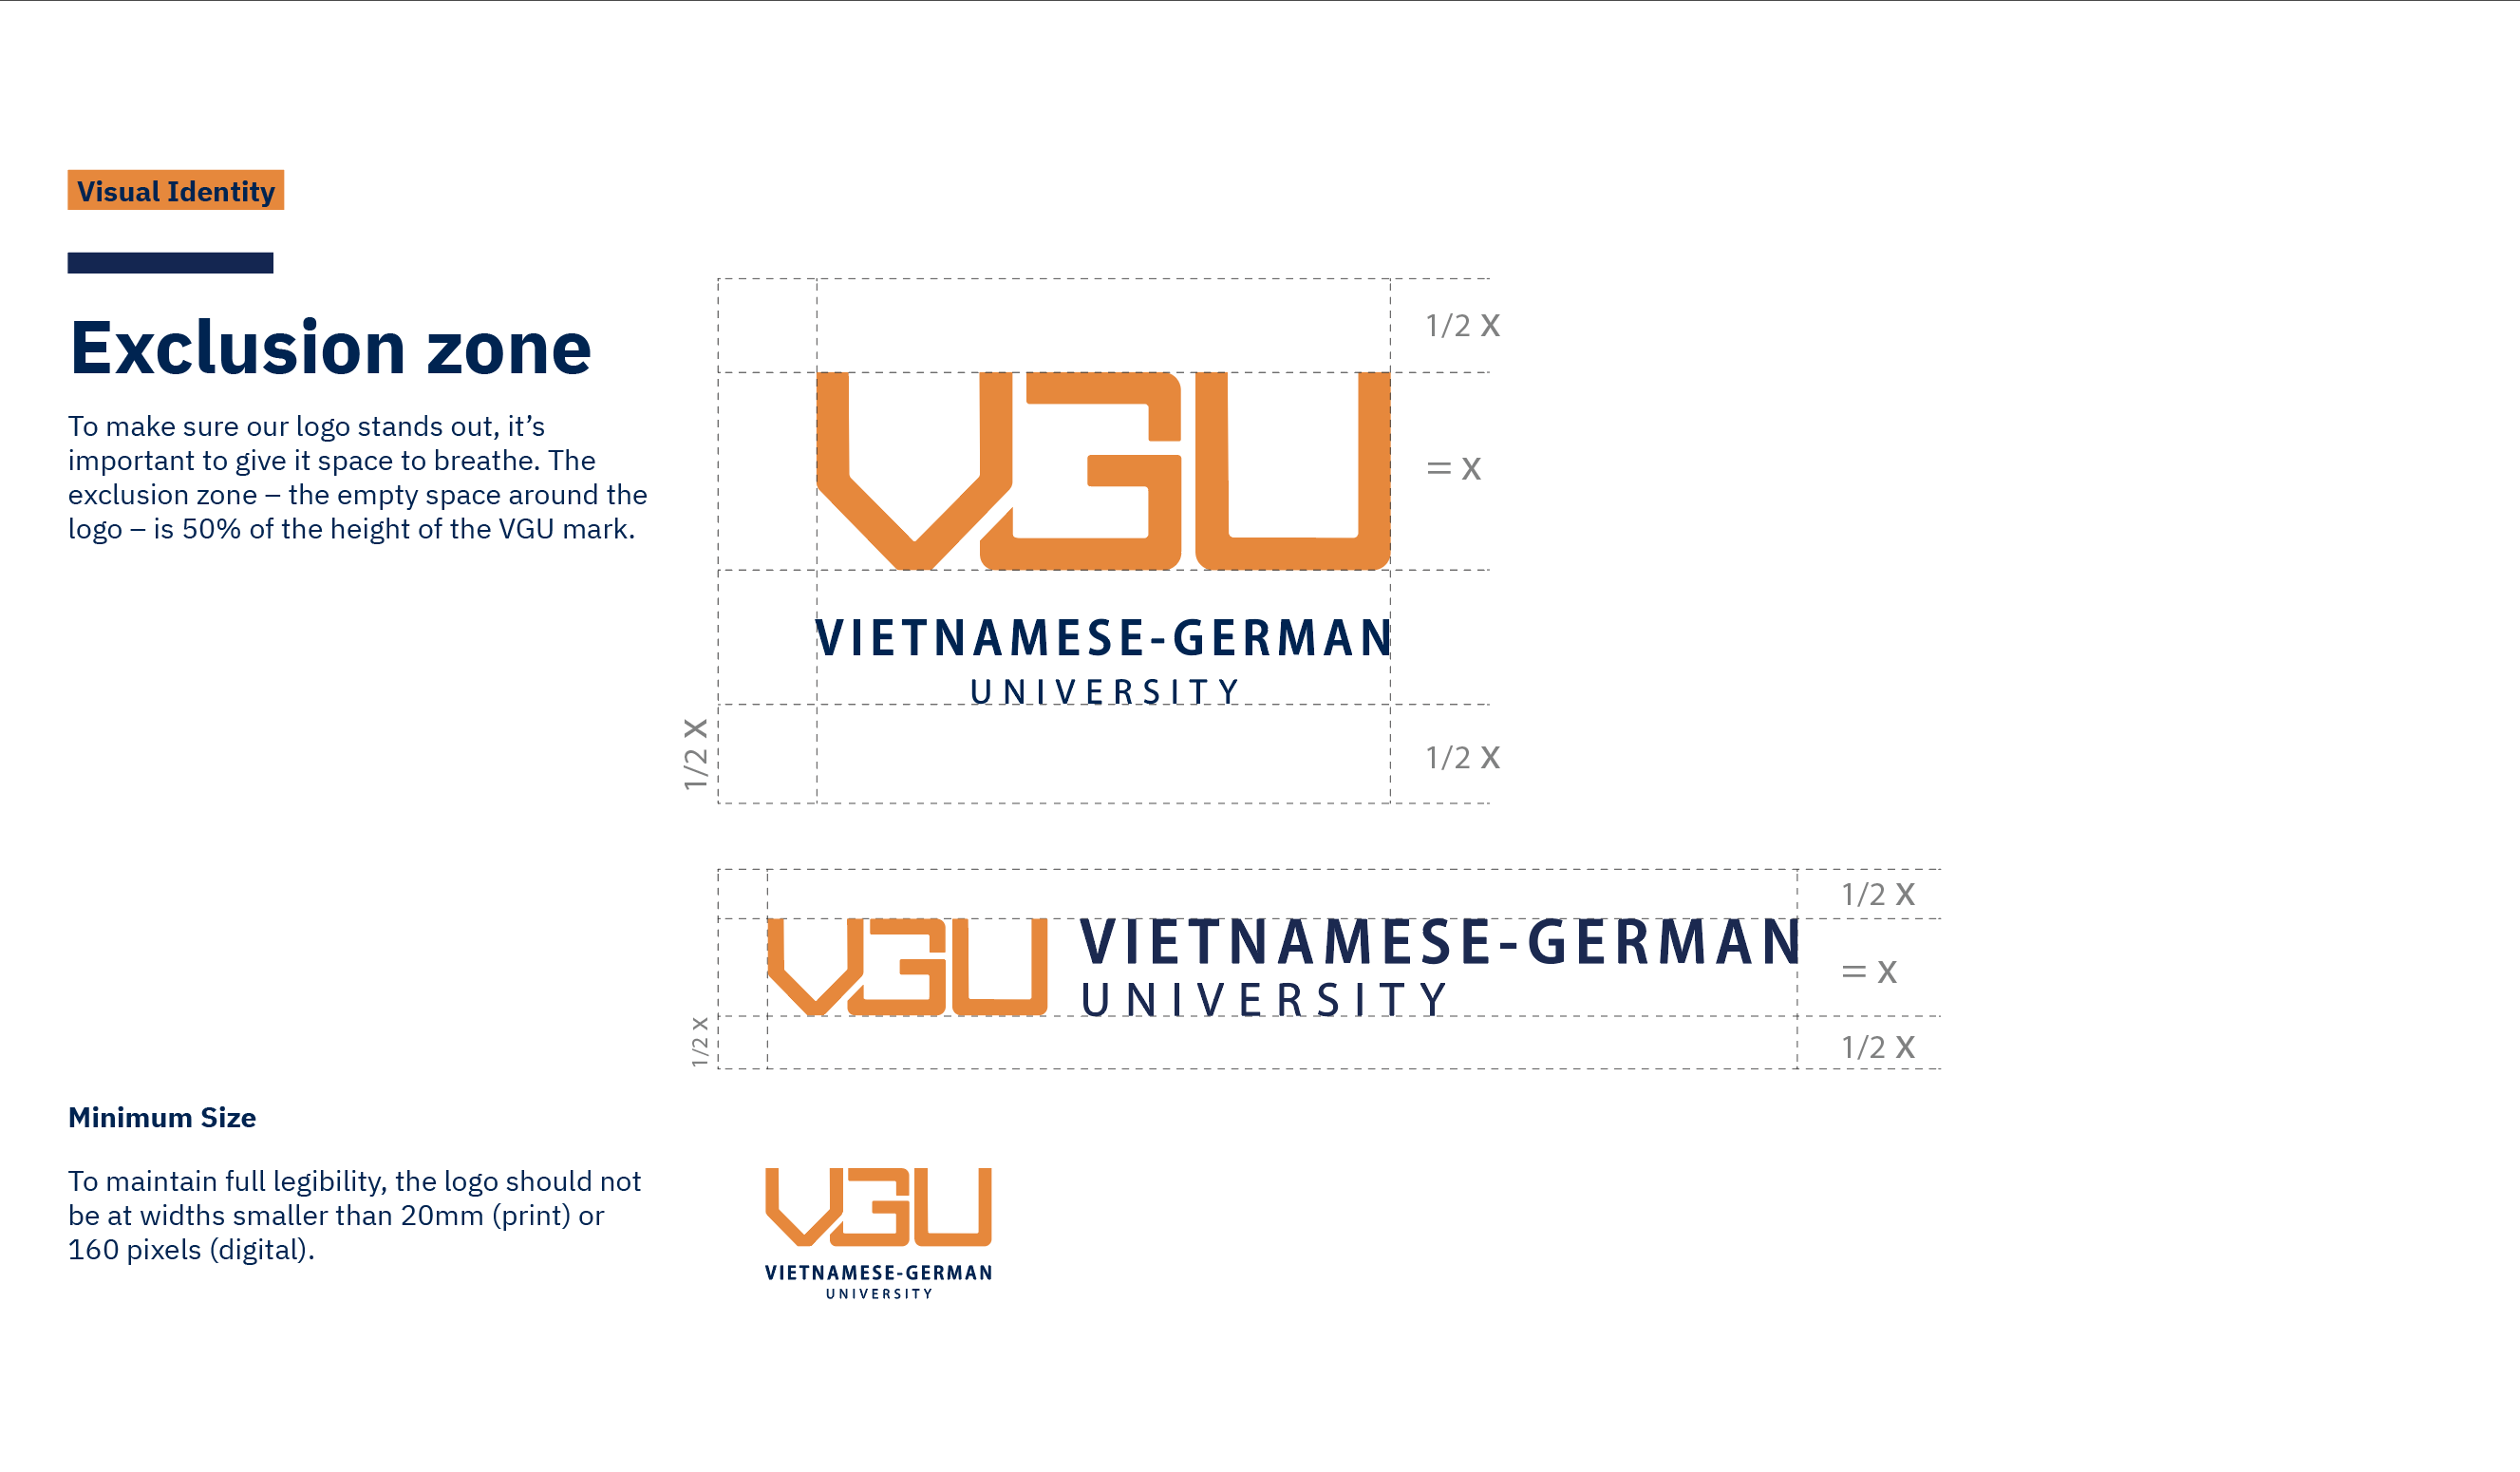 Visual Identity
Exclusion zone
To make sure our logo stands out, it’s
important to give it space to breathe. The
exclusion zone – the empty space around the
logo – is 50% of the height of the VGU mark.
1/2 X
VGU
= X
VIETNAMESE-GERMAN
UNIVERSITY
1/2 X
1/2 X
1/2 X
VGU
VIETNAMESE-GERMAN
UNIVERSITY
= X
1/2 X
1/2 X
Minimum Size
To maintain full legibility, the logo should not
be at widths smaller than 20mm (print) or
160 pixels (digital).
VGU
VIETNAMESE-GERMAN
UNIVERSITY